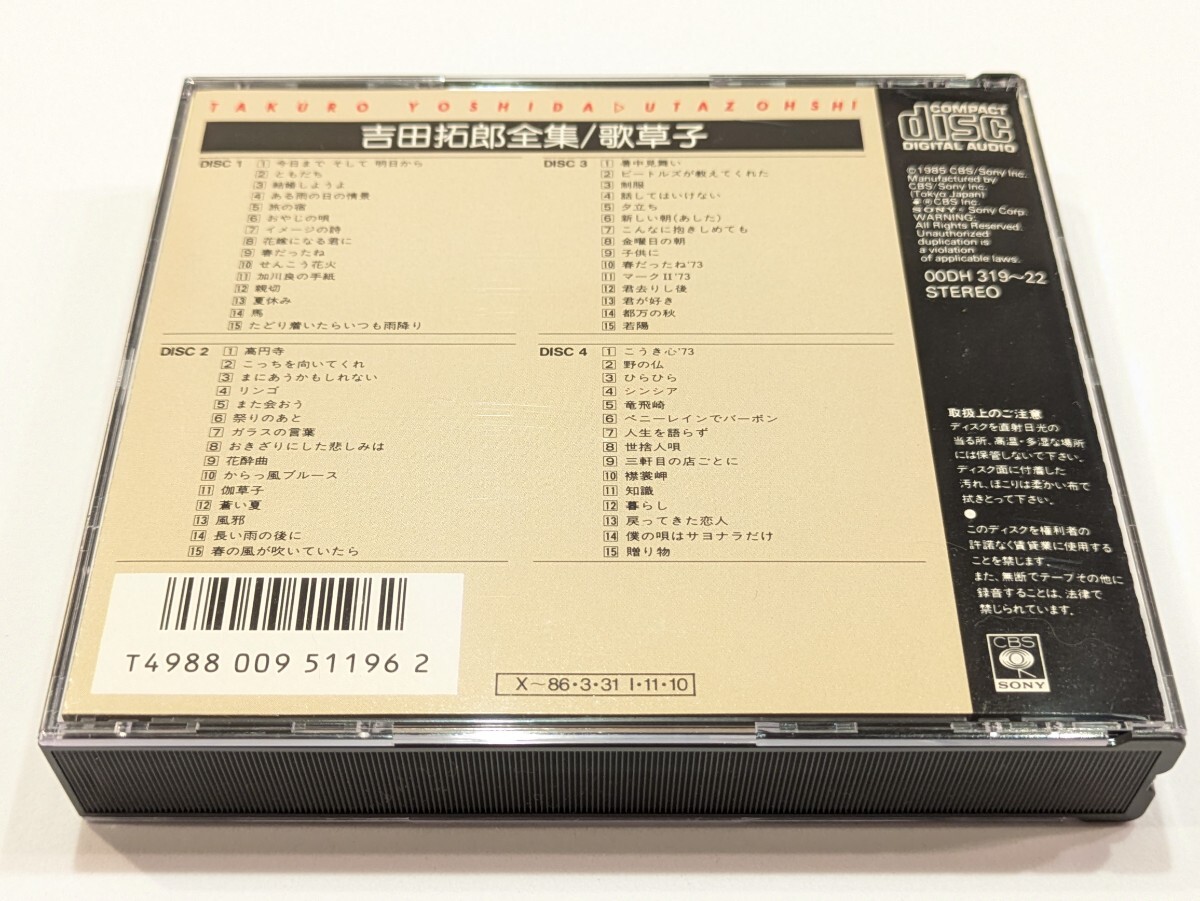 TAKURO YOSHIDA ▷ UTAZOHSHI
吉田拓郎全集/歌草子
DISC 1
1 今日まで そして 明日から
2 ともだち
3 結婚しようよ
4 ある雨の日の情景
5 旅の宿
6 おやじの唄
7 イメージの詩
8 花嫁になる君に
9 春だったね
10 せんこう花火
11 加川良の手紙
12 親切
13 夏休み
14 馬
15 たどり着いたらいつも雨降り
DISC 2
1 高円寺
2 こっちを向いてくれ
3 まにあうかもしれない
4 リンゴ
5 また会おう
6 祭りのあと
7 ガラスの言葉
8 おきざりにした悲しみは
9 花酔曲
10 からっ風ブルース
11 伽草子
12 蒼い夏
13 風邪
14 長い雨の後に
15 春の風が吹いていたら
DISC 3
1 暑中見舞い
2 ビートルズが教えてくれた
3 制服
4 話してはいけない
5 夕立ち
6 新しい朝(あした)
7 こんなに抱きしめても
8 金曜日の朝
9 子供に
10 春だったね'73
11 マークII'73
12 君去りし後
13 君が好き
14 都万の秋
15 若陽
DISC 4
1 こうき心'73
2 野の仏
3 ひらひら
4 シンシア
5 竜飛崎
6 ペニーレインでバーボン
7 人生を語らず
8 世捨人唄
9 三軒目の店ごとに
10 襟裳岬
11 知識
12 暮らし
13 戻ってきた恋人
14 僕の唄はサヨナラだけ
15 贈り物
T4988 009 51196 2
X～86・3・31 I・11・10
COMPACT
disc
DIGITAL AUDIO
©1985 CBS/Sony Inc.
Manufactured by
CBS/Sony Inc.
(Tokyo Japan)
℗CBS Inc.
SONY® Sony Corp.
WARNING:
All Rights Reserved.
Unauthorized
duplication is
a violation
of applicable laws.
00DH 319～22
STEREO
取扱上のご注意
ディスクを直射日光の
当る所、高温・多湿な場所
には保管しないで下さい。
ディスク面に付着した
汚れ、ほこりは柔かい布で
拭きとって下さい。
このディスクを権利者の
許諾なく賃貸業に使用する
ことを禁じます。
また、無断でテープその他に
録音することは、法律で
禁じられています。
CBS
SONY